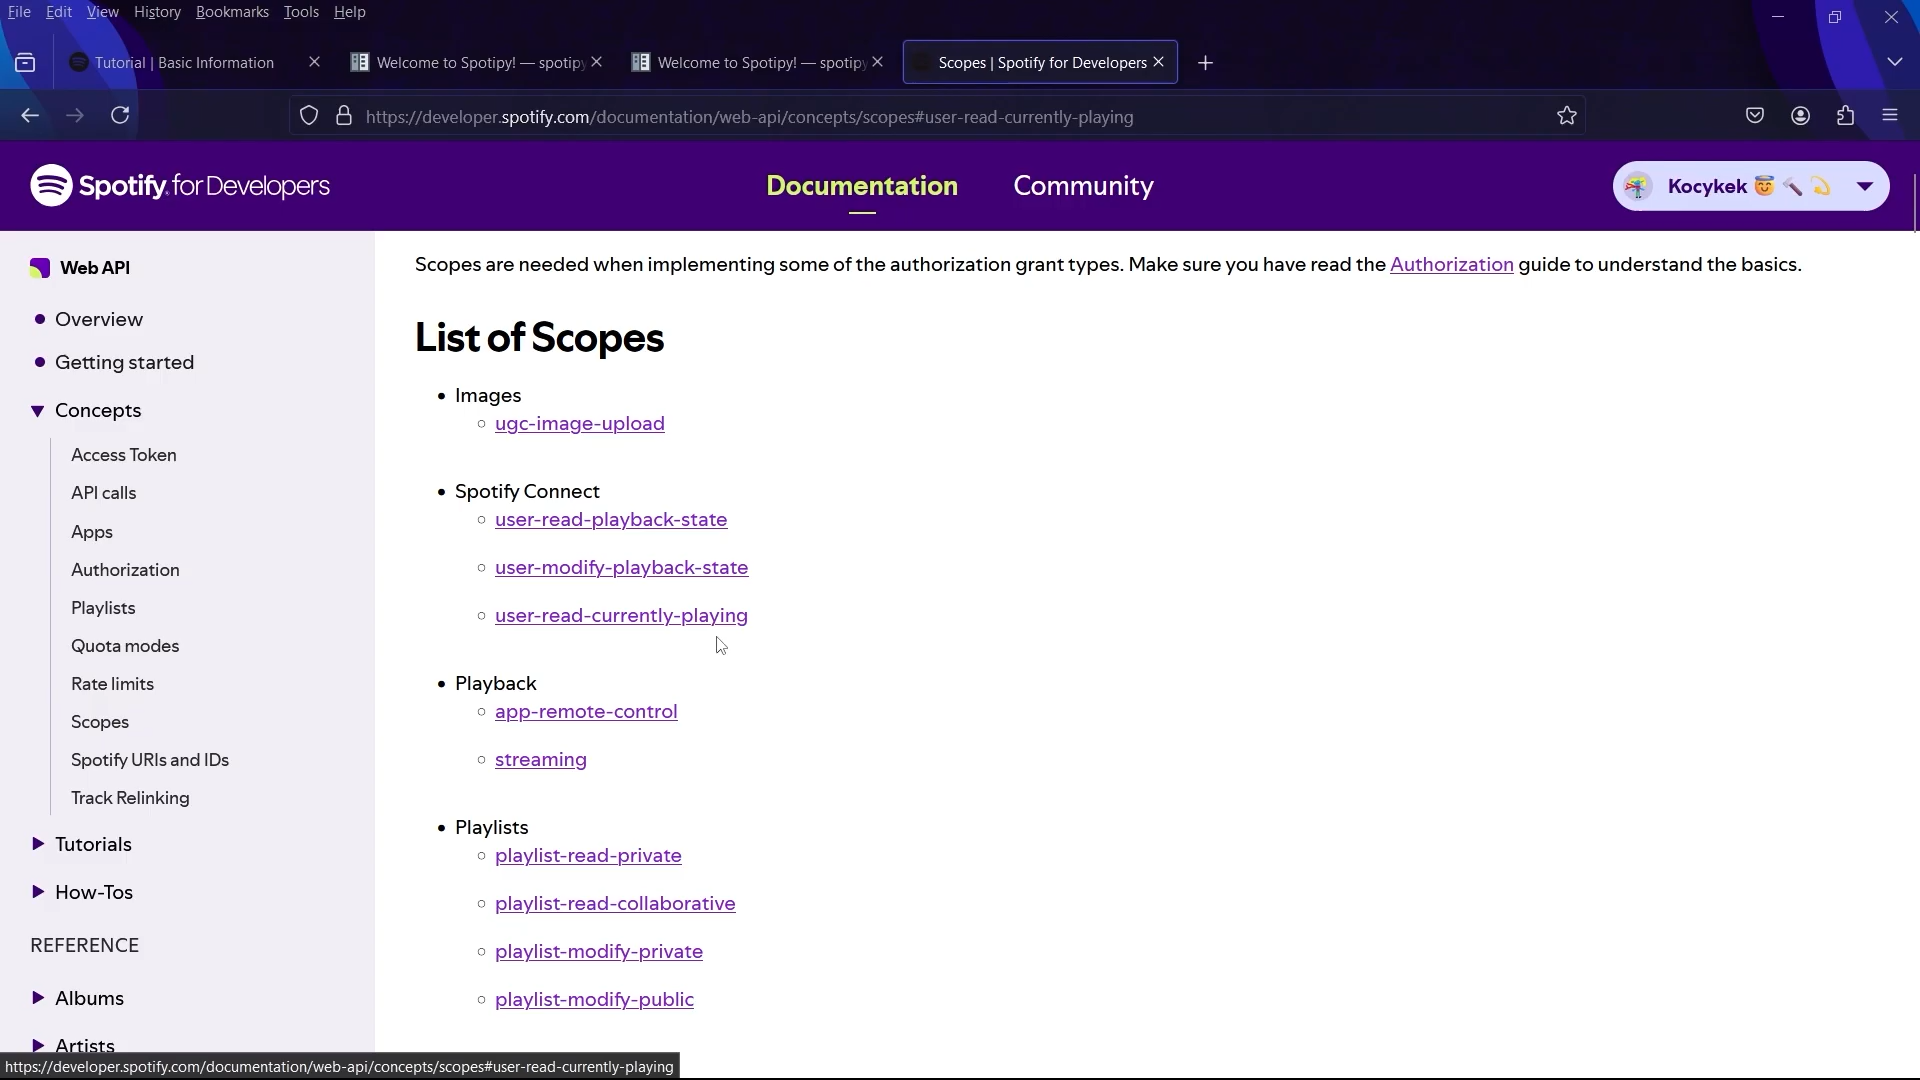 File Edit View History Bookmarks Tools Help
Tutorial | Basic Information
Welcome to Spotipy! — spotipy
Welcome to Spotipy! — spotipy
Scopes | Spotify for Developers
https://developer.spotify.com/documentation/web-api/concepts/scopes#user-read-currently-playing
Spotify for Developers
Documentation
Community
Kocykek 😇 🔨 💫
Web API
Overview
Getting started
Concepts
Access Token
API calls
Apps
Authorization
Playlists
Quota modes
Rate limits
Scopes
Spotify URIs and IDs
Track Relinking
Tutorials
How-Tos
REFERENCE
Albums
Artists
Scopes are needed when implementing some of the authorization grant types. Make sure you have read the Authorization guide to understand the basics.
List of Scopes
Images
ugc-image-upload
Spotify Connect
user-read-playback-state
user-modify-playback-state
user-read-currently-playing
Playback
app-remote-control
streaming
Playlists
playlist-read-private
playlist-read-collaborative
playlist-modify-private
playlist-modify-public
https://developer.spotify.com/documentation/web-api/concepts/scopes#user-read-currently-playing